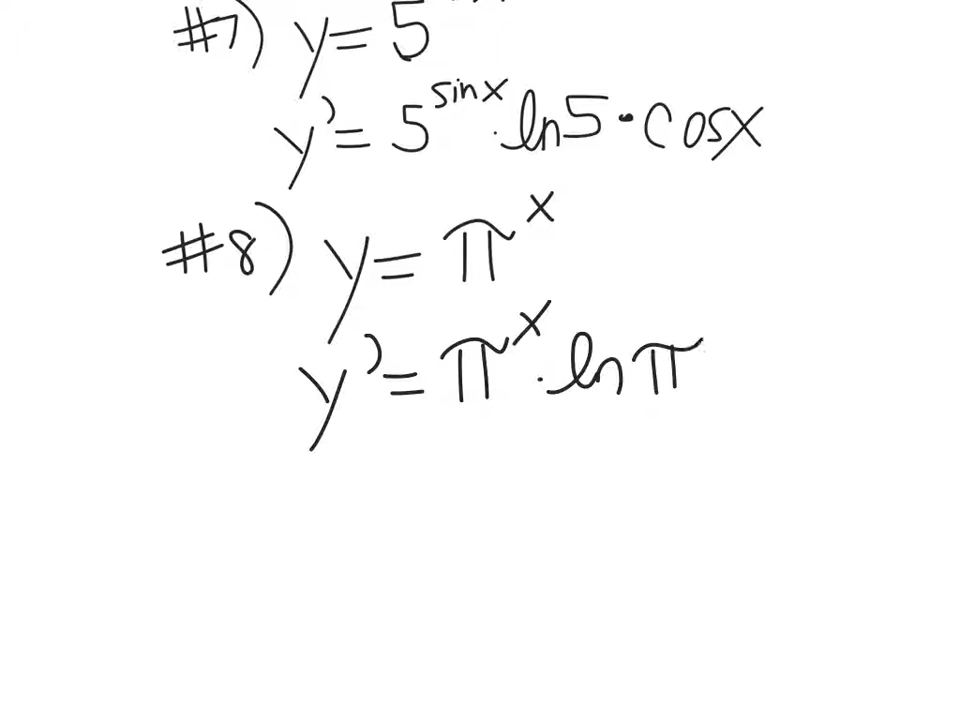 #7) y = 5
y' = 5^sinx · ln5 · cosx
#8) y = π^x
y' = π^x · lnπ